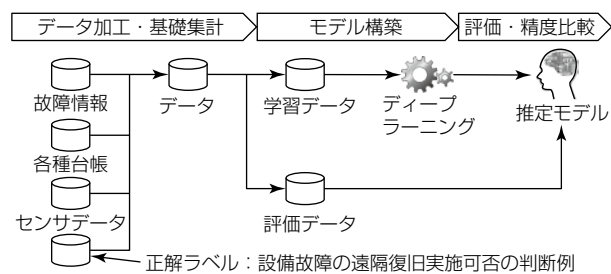 データ加工・基礎集計
モデル構築
評価・精度比較
故障情報
データ
学習データ
ディープ
ラーニング
推定モデル
各種台帳
センサデータ
評価データ
正解ラベル：設備故障の遠隔復旧実施可否の判断例